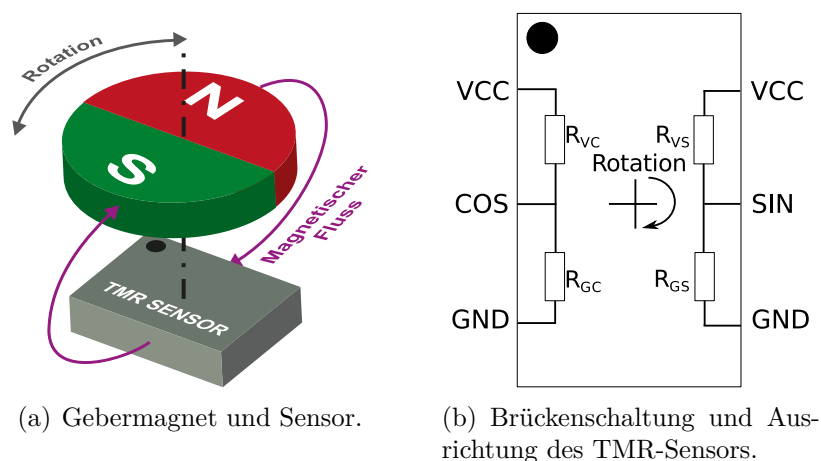 Rotation
N
S
Magnetischer
Fluss
TMR SENSOR
(a) Gebermagnet und Sensor.
VCC
VCC
R_VC
R_VS
Rotation
COS
SIN
R_GC
R_GS
GND
GND
(b) Brückenschaltung und Aus-
richtung des TMR-Sensors.